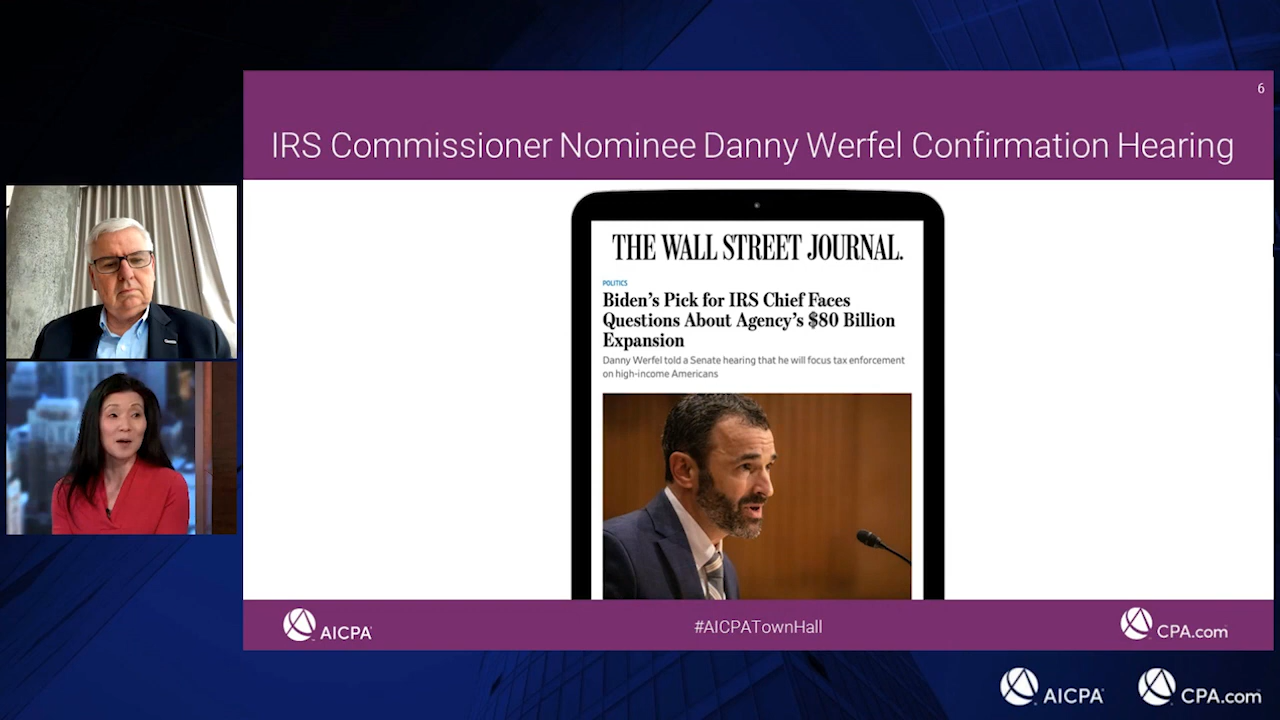 6
IRS Commissioner Nominee Danny Werfel Confirmation Hearing
THE WALL STREET JOURNAL.
POLITICS
Biden's Pick for IRS Chief Faces
Questions About Agency's $80 Billion
Expansion
Danny Werfel told a Senate hearing that he will focus tax enforcement
on high-income Americans
AICPA
#AICPATownHall
CPA.com
AICPA
CPA.com